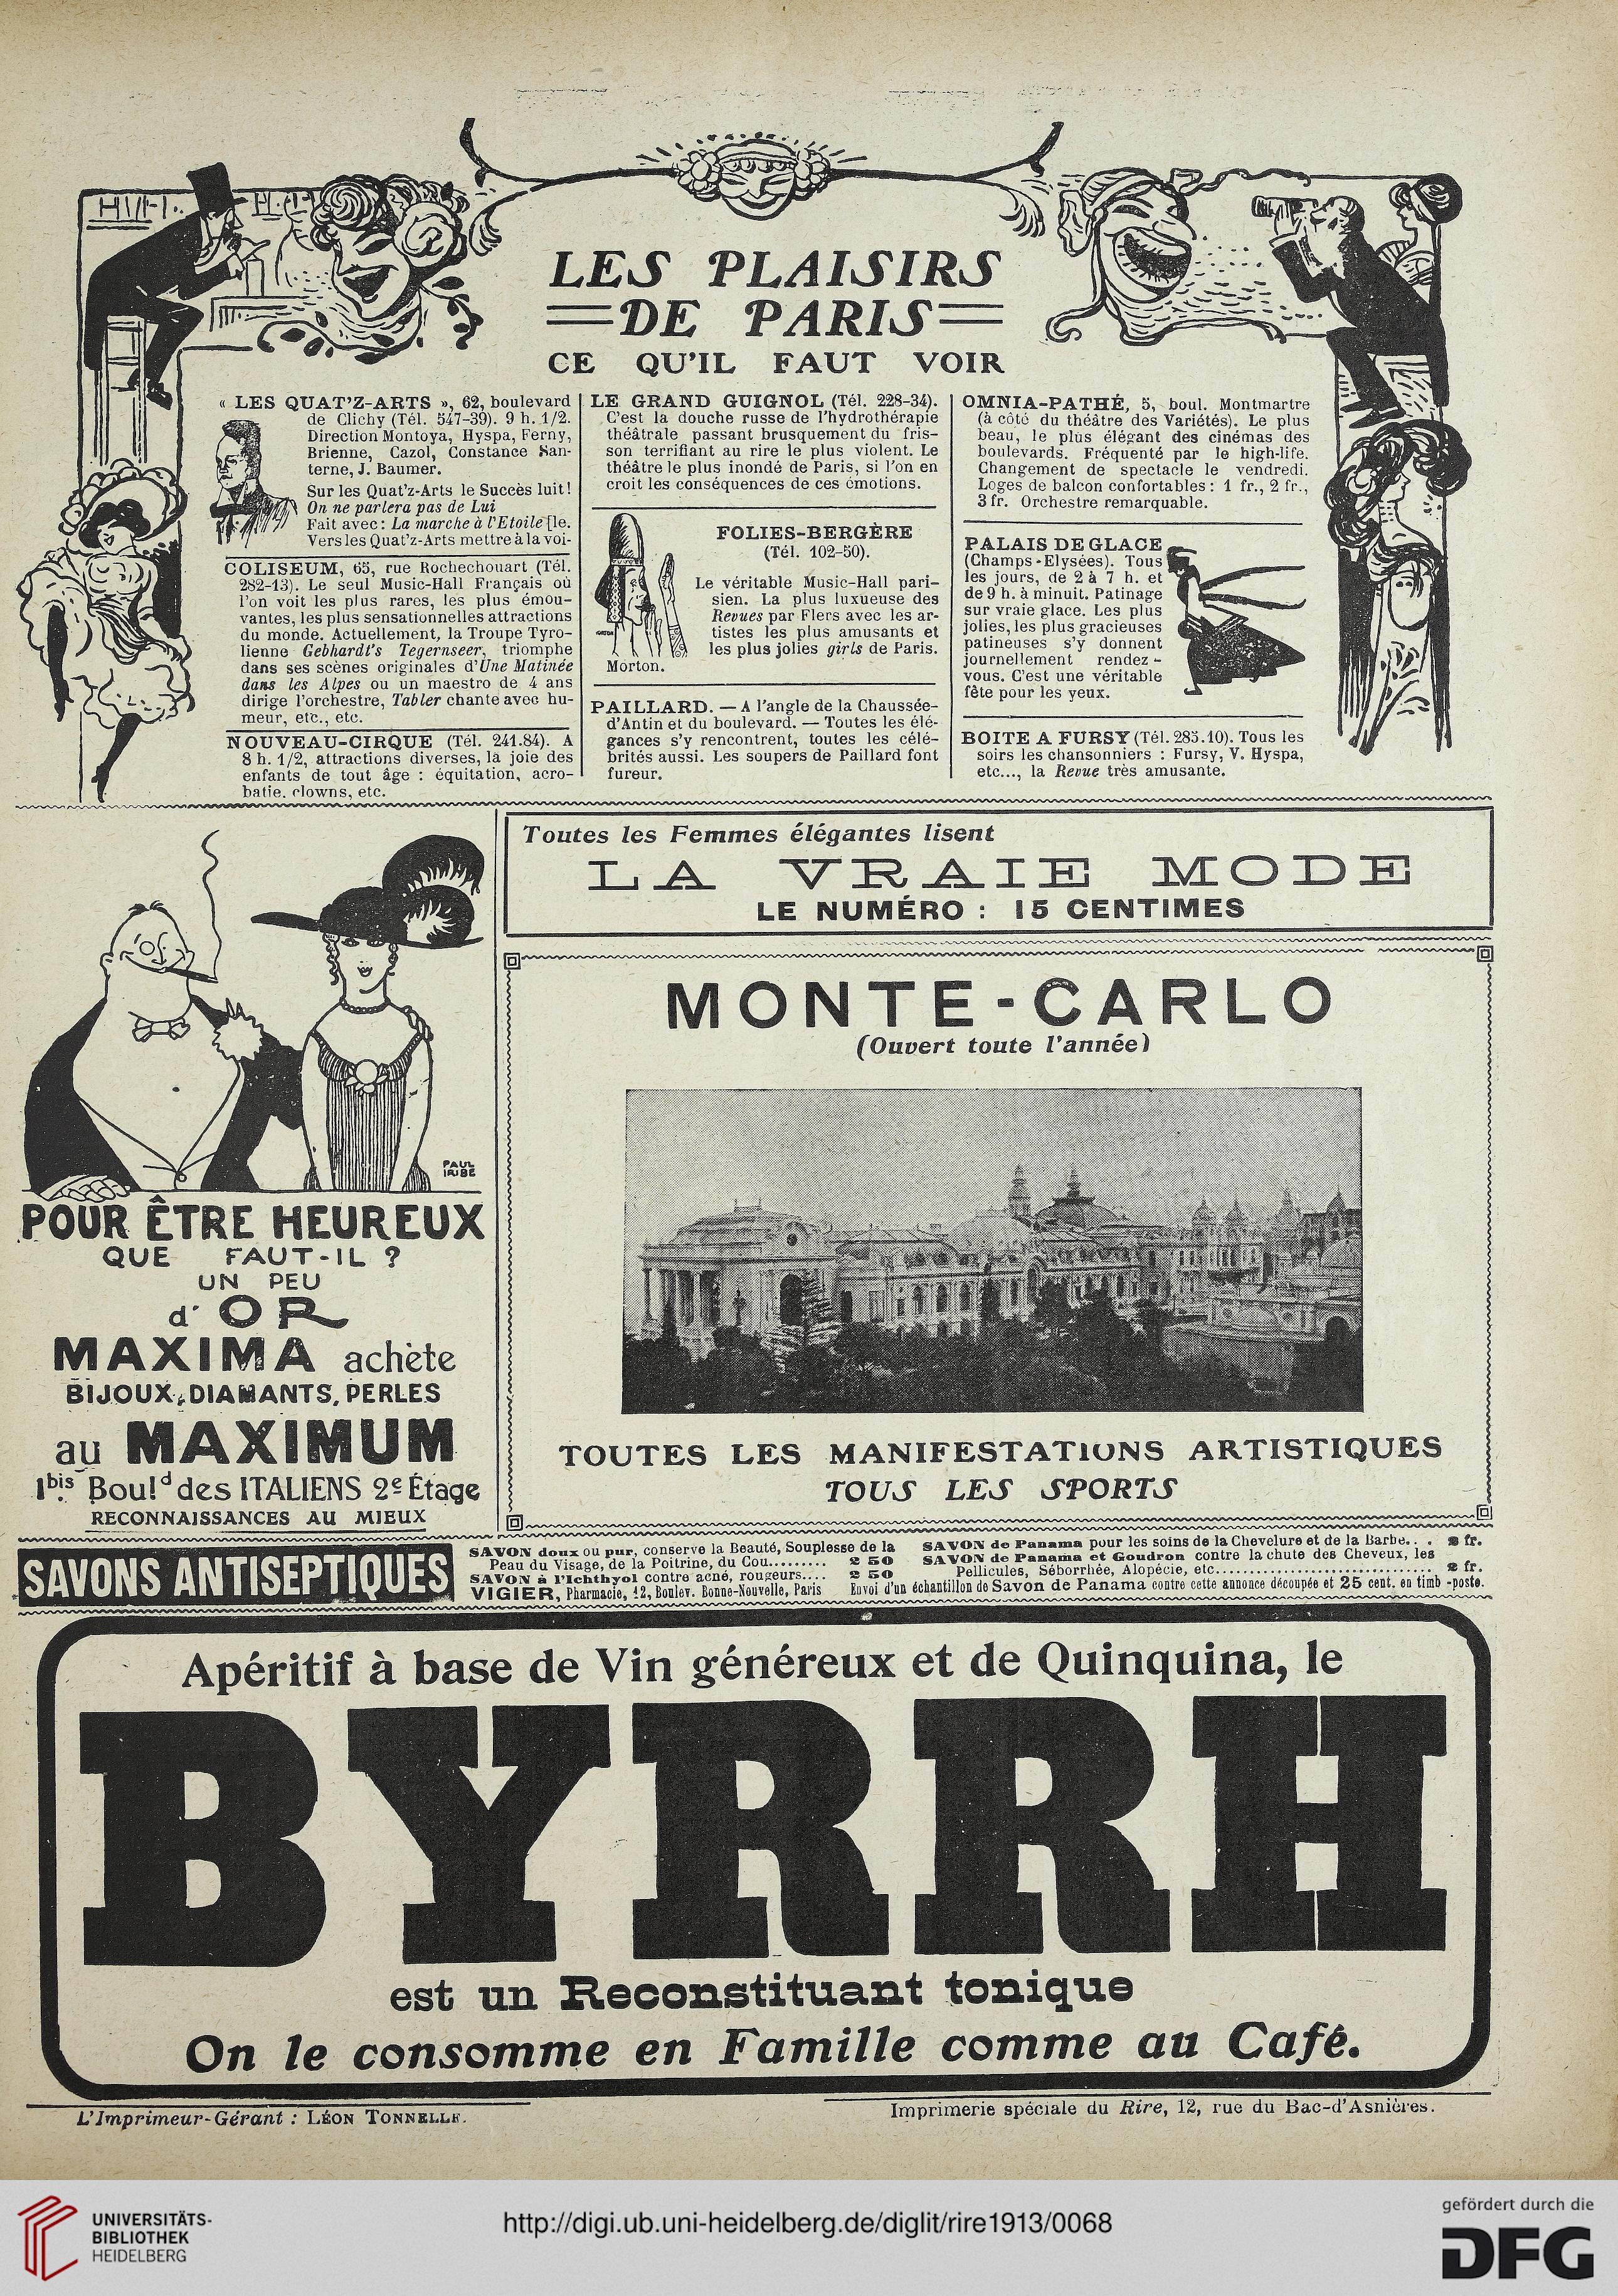 LES PLAISIRS
DE PARIS
CE QU'IL FAUT VOIR
« LES QUAT'Z-ARTS », 62, boulevard
de Clichy (Tél. 547-39). 9 h. 1/2.
Direction Montoya, Hyspa, Ferny,
Brienne, Cazol, Constance San-
terne, J. Baumer.
Sur les Quat'z-Arts le Succès luit!
On ne parlera pas de Lui
Fait avec: La marche à l'Etoile [le.
Vers les Quat'z-Arts mettre à la voi-
COLISEUM, 65, rue Rochechouart (Tél.
282-13). Le seul Music-Hall Français où
l'on voit les plus rares, les plus émou-
vantes, les plus sensationnelles attractions
du monde. Actuellement, la Troupe Tyro-
lienne Gebhardt's Tegernseer, triomphe
dans ses scènes originales d'Une Matinée
dans les Alpes ou un maestro de 4 ans
dirige l'orchestre, Tabler chante avec hu-
meur, etc., etc.
NOUVEAU-CIRQUE (Tél. 241.84). A
8 h. 1/2, attractions diverses, la joie des
enfants de tout âge : équitation, acro-
batie, clowns, etc.
LE GRAND GUIGNOL (Tél. 228-34).
C'est la douche russe de l'hydrothérapie
théâtrale passant brusquement du fris-
son terrifiant au rire le plus violent. Le
théâtre le plus inondé de Paris, si l'on en
croit les conséquences de ces émotions.
FOLIES-BERGÈRE
(Tél. 102-50).
Le véritable Music-Hall pari-
sien. La plus luxueuse des
Revues par Flers avec les ar-
tistes les plus amusants et
les plus jolies girls de Paris.
Morton.
PAILLARD. — A l'angle de la Chaussée-
d'Antin et du boulevard. — Toutes les élé-
gances s'y rencontrent, toutes les célé-
brités aussi. Les soupers de Paillard font
fureur.
OMNIA-PATHÉ, 5, boul. Montmartre
(à côté du théâtre des Variétés). Le plus
beau, le plus élégant des cinémas des
boulevards. Fréquenté par le high-life.
Changement de spectacle le vendredi.
Loges de balcon confortables : 1 fr., 2 fr.,
3 fr. Orchestre remarquable.
PALAIS DE GLACE
(Champs-Elysées). Tous
les jours, de 2 à 7 h. et
de 9 h. à minuit. Patinage
sur vraie glace. Les plus
jolies, les plus gracieuses
patineuses s'y donnent
journellement rendez-
vous. C'est une véritable
fête pour les yeux.
BOITE A FURSY (Tél. 285.10). Tous les
soirs les chansonniers : Fursy, V. Hyspa,
etc..., la Revue très amusante.
PAUL
IRIBE
POUR ÊTRE HEUREUX
QUE FAUT-IL ?
UN PEU
d'OR
MAXIMA achète
BIJOUX, DIAMANTS, PERLES
au MAXIMUM
1bis Boul.d des ITALIENS 2e Étage
RECONNAISSANCES AU MIEUX
Toutes les Femmes élégantes lisent
LA VRAIE MODE
LE NUMÉRO : 15 CENTIMES
MONTE-CARLO
(Ouvert toute l'année)
TOUTES LES MANIFESTATIONS ARTISTIQUES
TOUS LES SPORTS
SAVONS ANTISEPTIQUES
SAVON doux ou pur, conserve la Beauté, Souplesse de la
Peau du Visage, de la Poitrine, du Cou......... 2 50
SAVON à l'Ichthyol contre acné, rougeurs.... 2 50
VIGIER, Pharmacie, 12, Boulev. Bonne-Nouvelle, Paris
SAVON de Panama pour les soins de la Chevelure et de la Barbe.. . 2 fr.
SAVON de Panama et Goudron contre la chute des Cheveux, les
Pellicules, Séborrhée, Alopécie, etc.................................... 2 fr.
Envoi d'un échantillon de Savon de Panama contre cette annonce découpée et 25 cent. en timb-poste.
Apéritif à base de Vin généreux et de Quinquina, le
BYRRH
est un Reconstituant tonique
On le consomme en Famille comme au Café.
L'Imprimeur-Gérant : LÉON TONNELLE.
Imprimerie spéciale du Rire, 12, rue du Bac-d'Asnières.
UNIVERSITÄTS-
BIBLIOTHEK
HEIDELBERG
http://digi.ub.uni-heidelberg.de/diglit/rire1913/0068
gefördert durch die
DFG